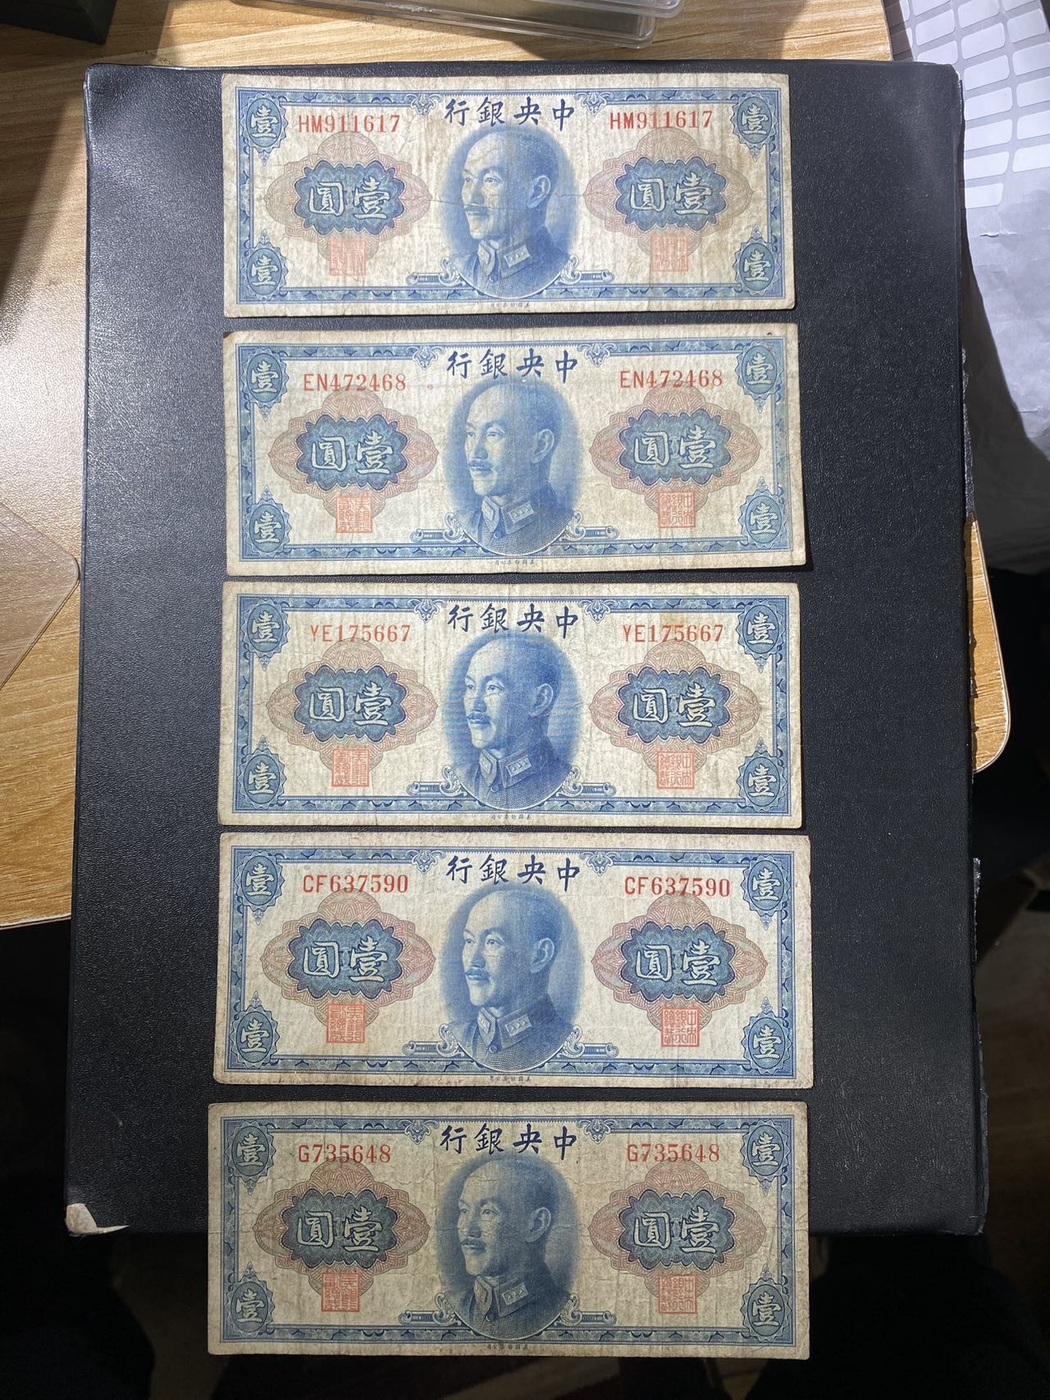 行銀央中
壹 HM911617 HM911617 壹
圓壹 圓壹
壹 壹
行銀央中
壹 EN472468 EN472468 壹
圓壹 圓壹
壹 壹
行銀央中
壹 YE175667 YE175667 壹
圓壹 圓壹
壹 壹
行銀央中
壹 CF637590 CF637590 壹
圓壹 圓壹
壹 壹
行銀央中
壹 G735648 G735648 壹
圓壹 圓壹
壹 壹